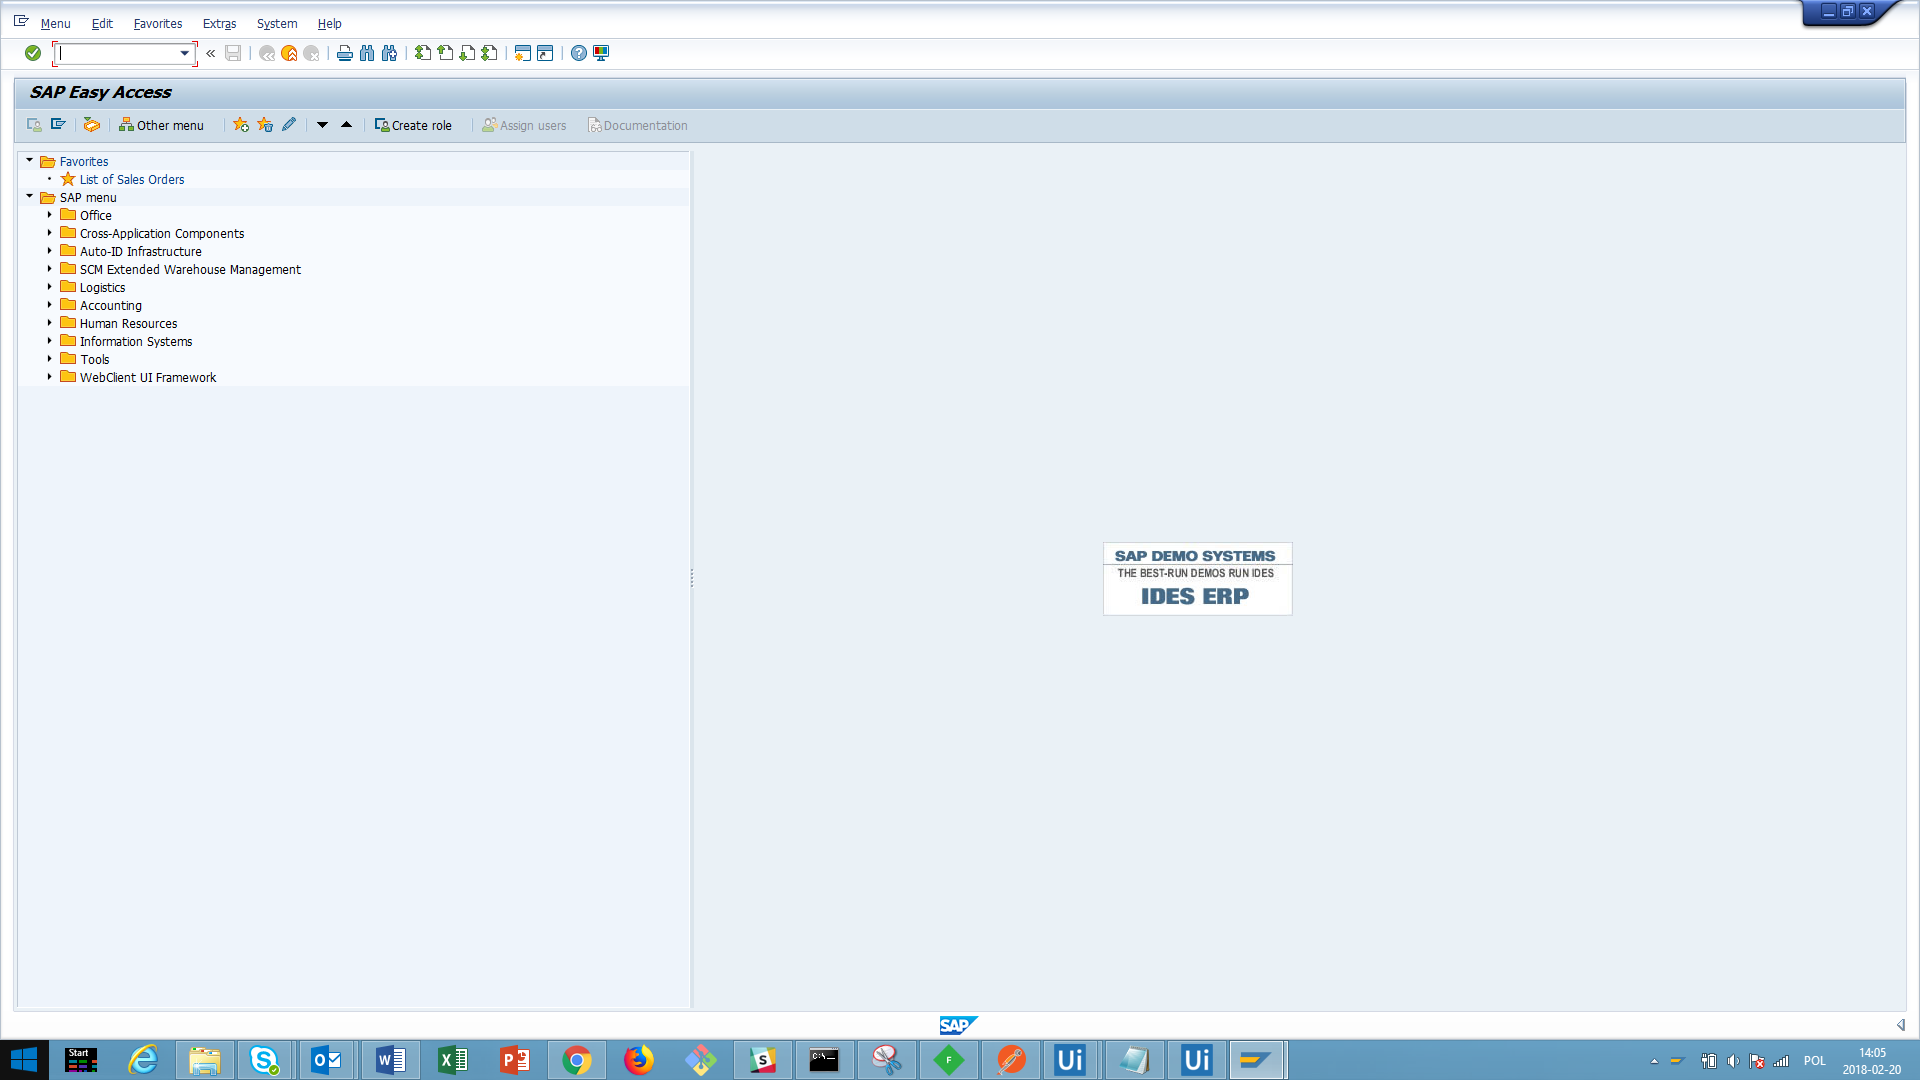 Menu Edit Favorites Extras System Help
SAP Easy Access
Other menu Create role Assign users Documentation
Favorites
List of Sales Orders
SAP menu
Office
Cross-Application Components
Auto-ID Infrastructure
SCM Extended Warehouse Management
Logistics
Accounting
Human Resources
Information Systems
Tools
WebClient UI Framework
SAP DEMO SYSTEMS
THE BEST-RUN DEMOS RUN IDES
IDES ERP
SAP
Start
C:\
F
Ui
Ui
POL
14:05
2018-02-20